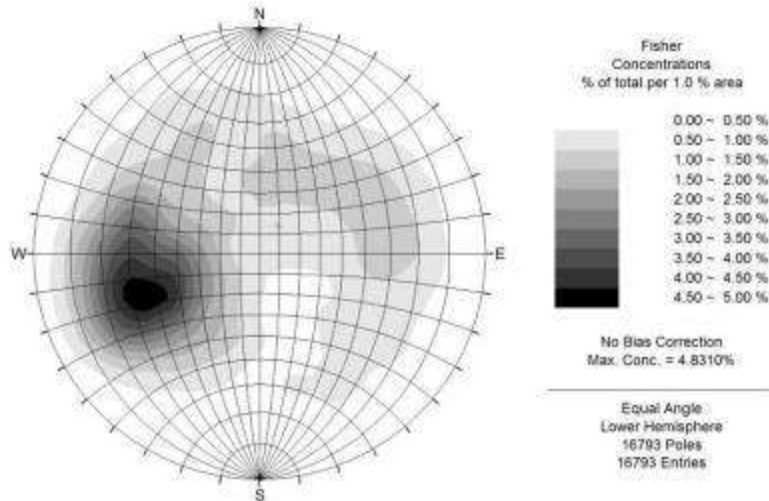 N
W
E
S
Fisher
Concentrations
% of total per 1.0 % area
0.00 ~ 0.50 %
0.50 ~ 1.00 %
1.00 ~ 1.50 %
1.50 ~ 2.00 %
2.00 ~ 2.50 %
2.50 ~ 3.00 %
3.00 ~ 3.50 %
3.50 ~ 4.00 %
4.00 ~ 4.50 %
4.50 ~ 5.00 %
No Bias Correction
Max. Conc. = 4.8310%
Equal Angle
Lower Hemisphere
16793 Poles
16793 Entries